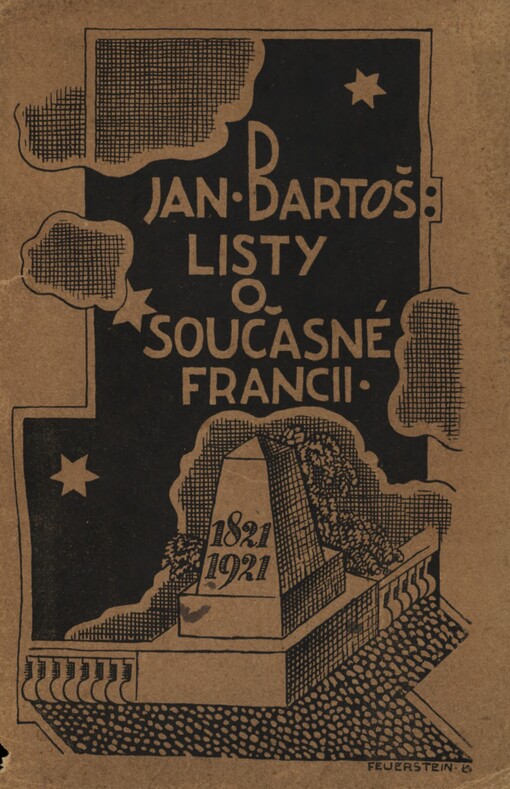 JAN·BARTOŠ:
LISTY
O
SOUČASNÉ
FRANCII·
1821
1921
FEUERSTEIN·